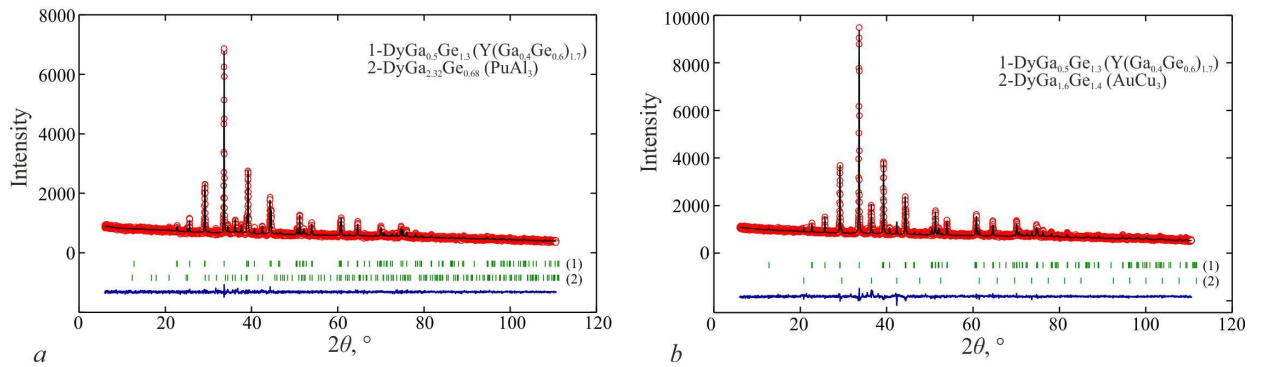 8000
6000
4000
2000
0
Intensity
1-DyGa0.5Ge1.3 (Y(Ga0.4Ge0.6)1.7)
2-DyGa2.32Ge0.68 (PuAl3)
(1)
(2)
0 20 40 60 80 100 120
2θ, °
a
10000
8000
6000
4000
2000
0
Intensity
1-DyGa0.5Ge1.3 (Y(Ga0.4Ge0.6)1.7)
2-DyGa1.6Ge1.4 (AuCu3)
(1)
(2)
0 20 40 60 80 100 120
2θ, °
b